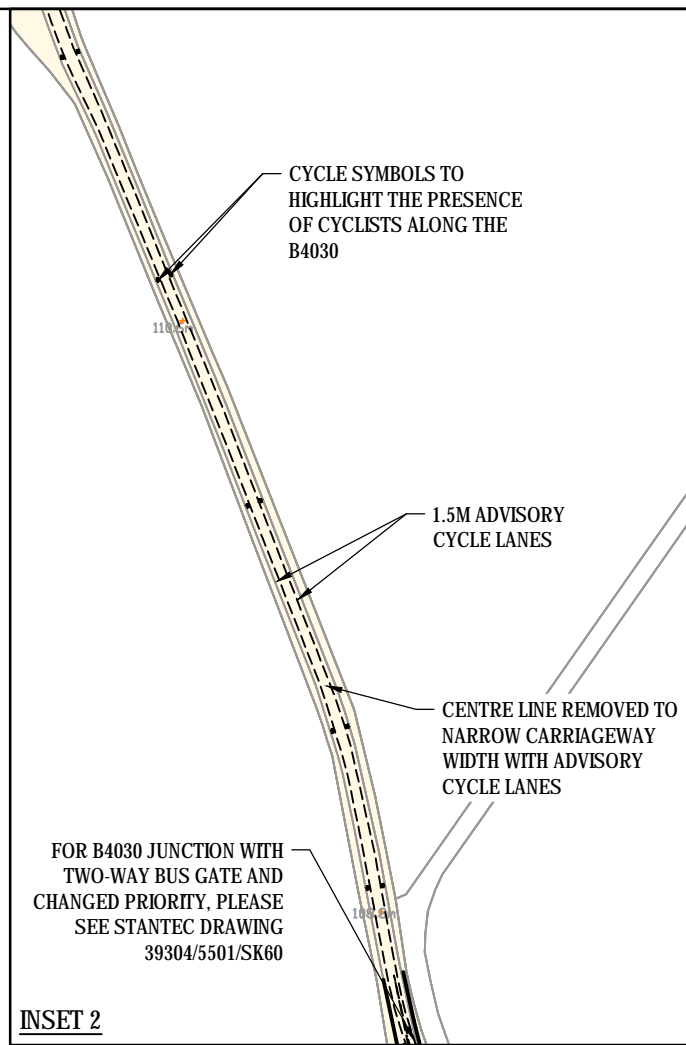 CYCLE SYMBOLS TO
HIGHLIGHT THE PRESENCE
OF CYCLISTS ALONG THE
B4030
1.5M ADVISORY
CYCLE LANES
CENTRE LINE REMOVED TO
NARROW CARRIAGEWAY
WIDTH WITH ADVISORY
CYCLE LANES
FOR B4030 JUNCTION WITH
TWO-WAY BUS GATE AND
CHANGED PRIORITY, PLEASE
SEE STANTEC DRAWING
39304/5501/SK60
INSET 2